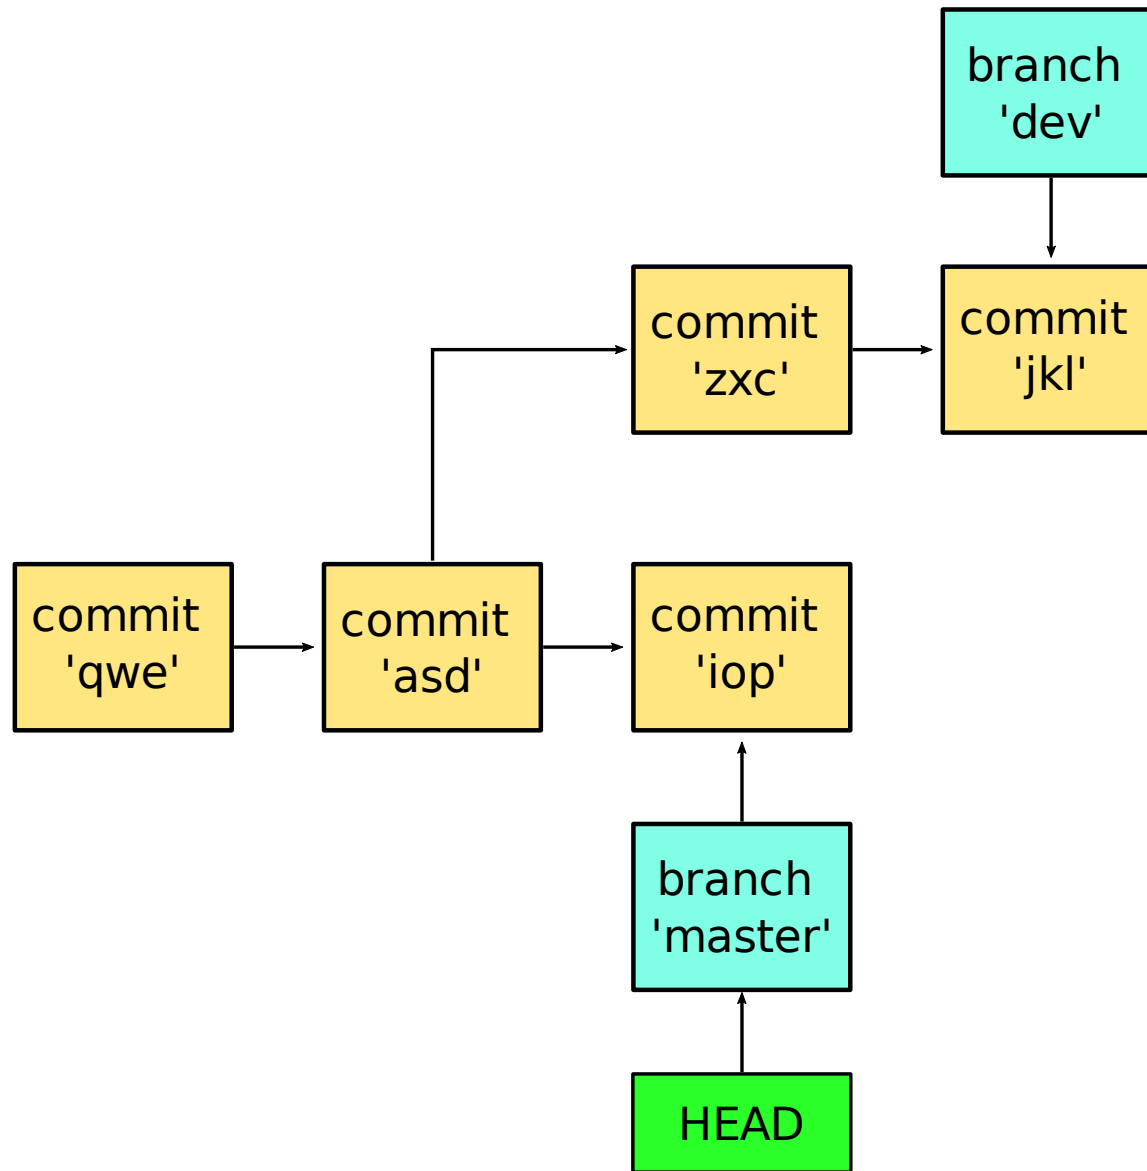 branch
'dev'
commit
'zxc'
commit
'jkl'
commit
'qwe'
commit
'asd'
commit
'iop'
branch
'master'
HEAD